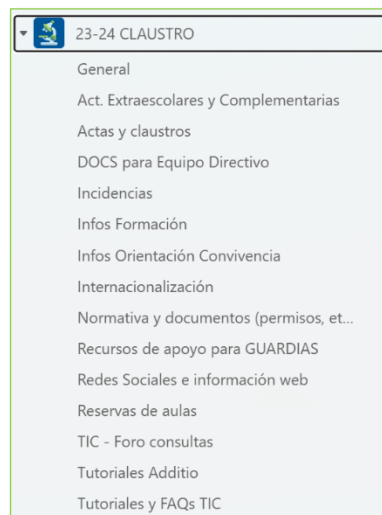 23-24 CLAUSTRO
General
Act. Extraescolares y Complementarias
Actas y claustros
DOCS para Equipo Directivo
Incidencias
Infos Formación
Infos Orientación Convivencia
Internacionalización
Normativa y documentos (permisos, et...
Recursos de apoyo para GUARDIAS
Redes Sociales e información web
Reservas de aulas
TIC - Foro consultas
Tutoriales Additio
Tutoriales y FAQs TIC